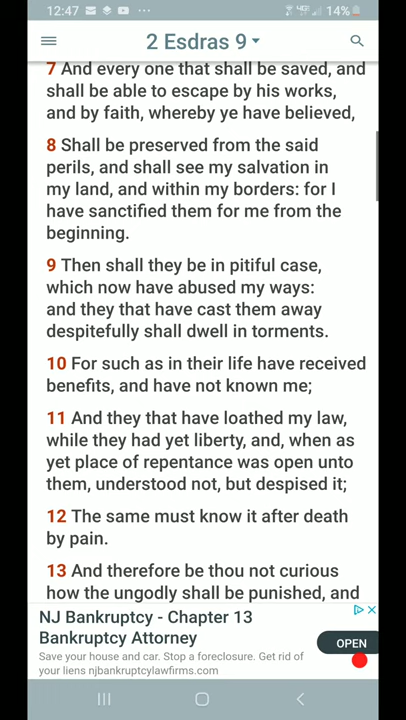 12:47
14%
2 Esdras 9
7 And every one that shall be saved, and
shall be able to escape by his works,
and by faith, whereby ye have believed,
8 Shall be preserved from the said
perils, and shall see my salvation in
my land, and within my borders: for I
have sanctified them for me from the
beginning.
9 Then shall they be in pitiful case,
which now have abused my ways:
and they that have cast them away
despitefully shall dwell in torments.
10 For such as in their life have received
benefits, and have not known me;
11 And they that have loathed my law,
while they had yet liberty, and, when as
yet place of repentance was open unto
them, understood not, but despised it;
12 The same must know it after death
by pain.
13 And therefore be thou not curious
how the ungodly shall be punished, and
NJ Bankruptcy - Chapter 13
Bankruptcy Attorney
OPEN
Save your house and car. Stop a foreclosure. Get rid of
your liens njbankruptcylawfirms.com